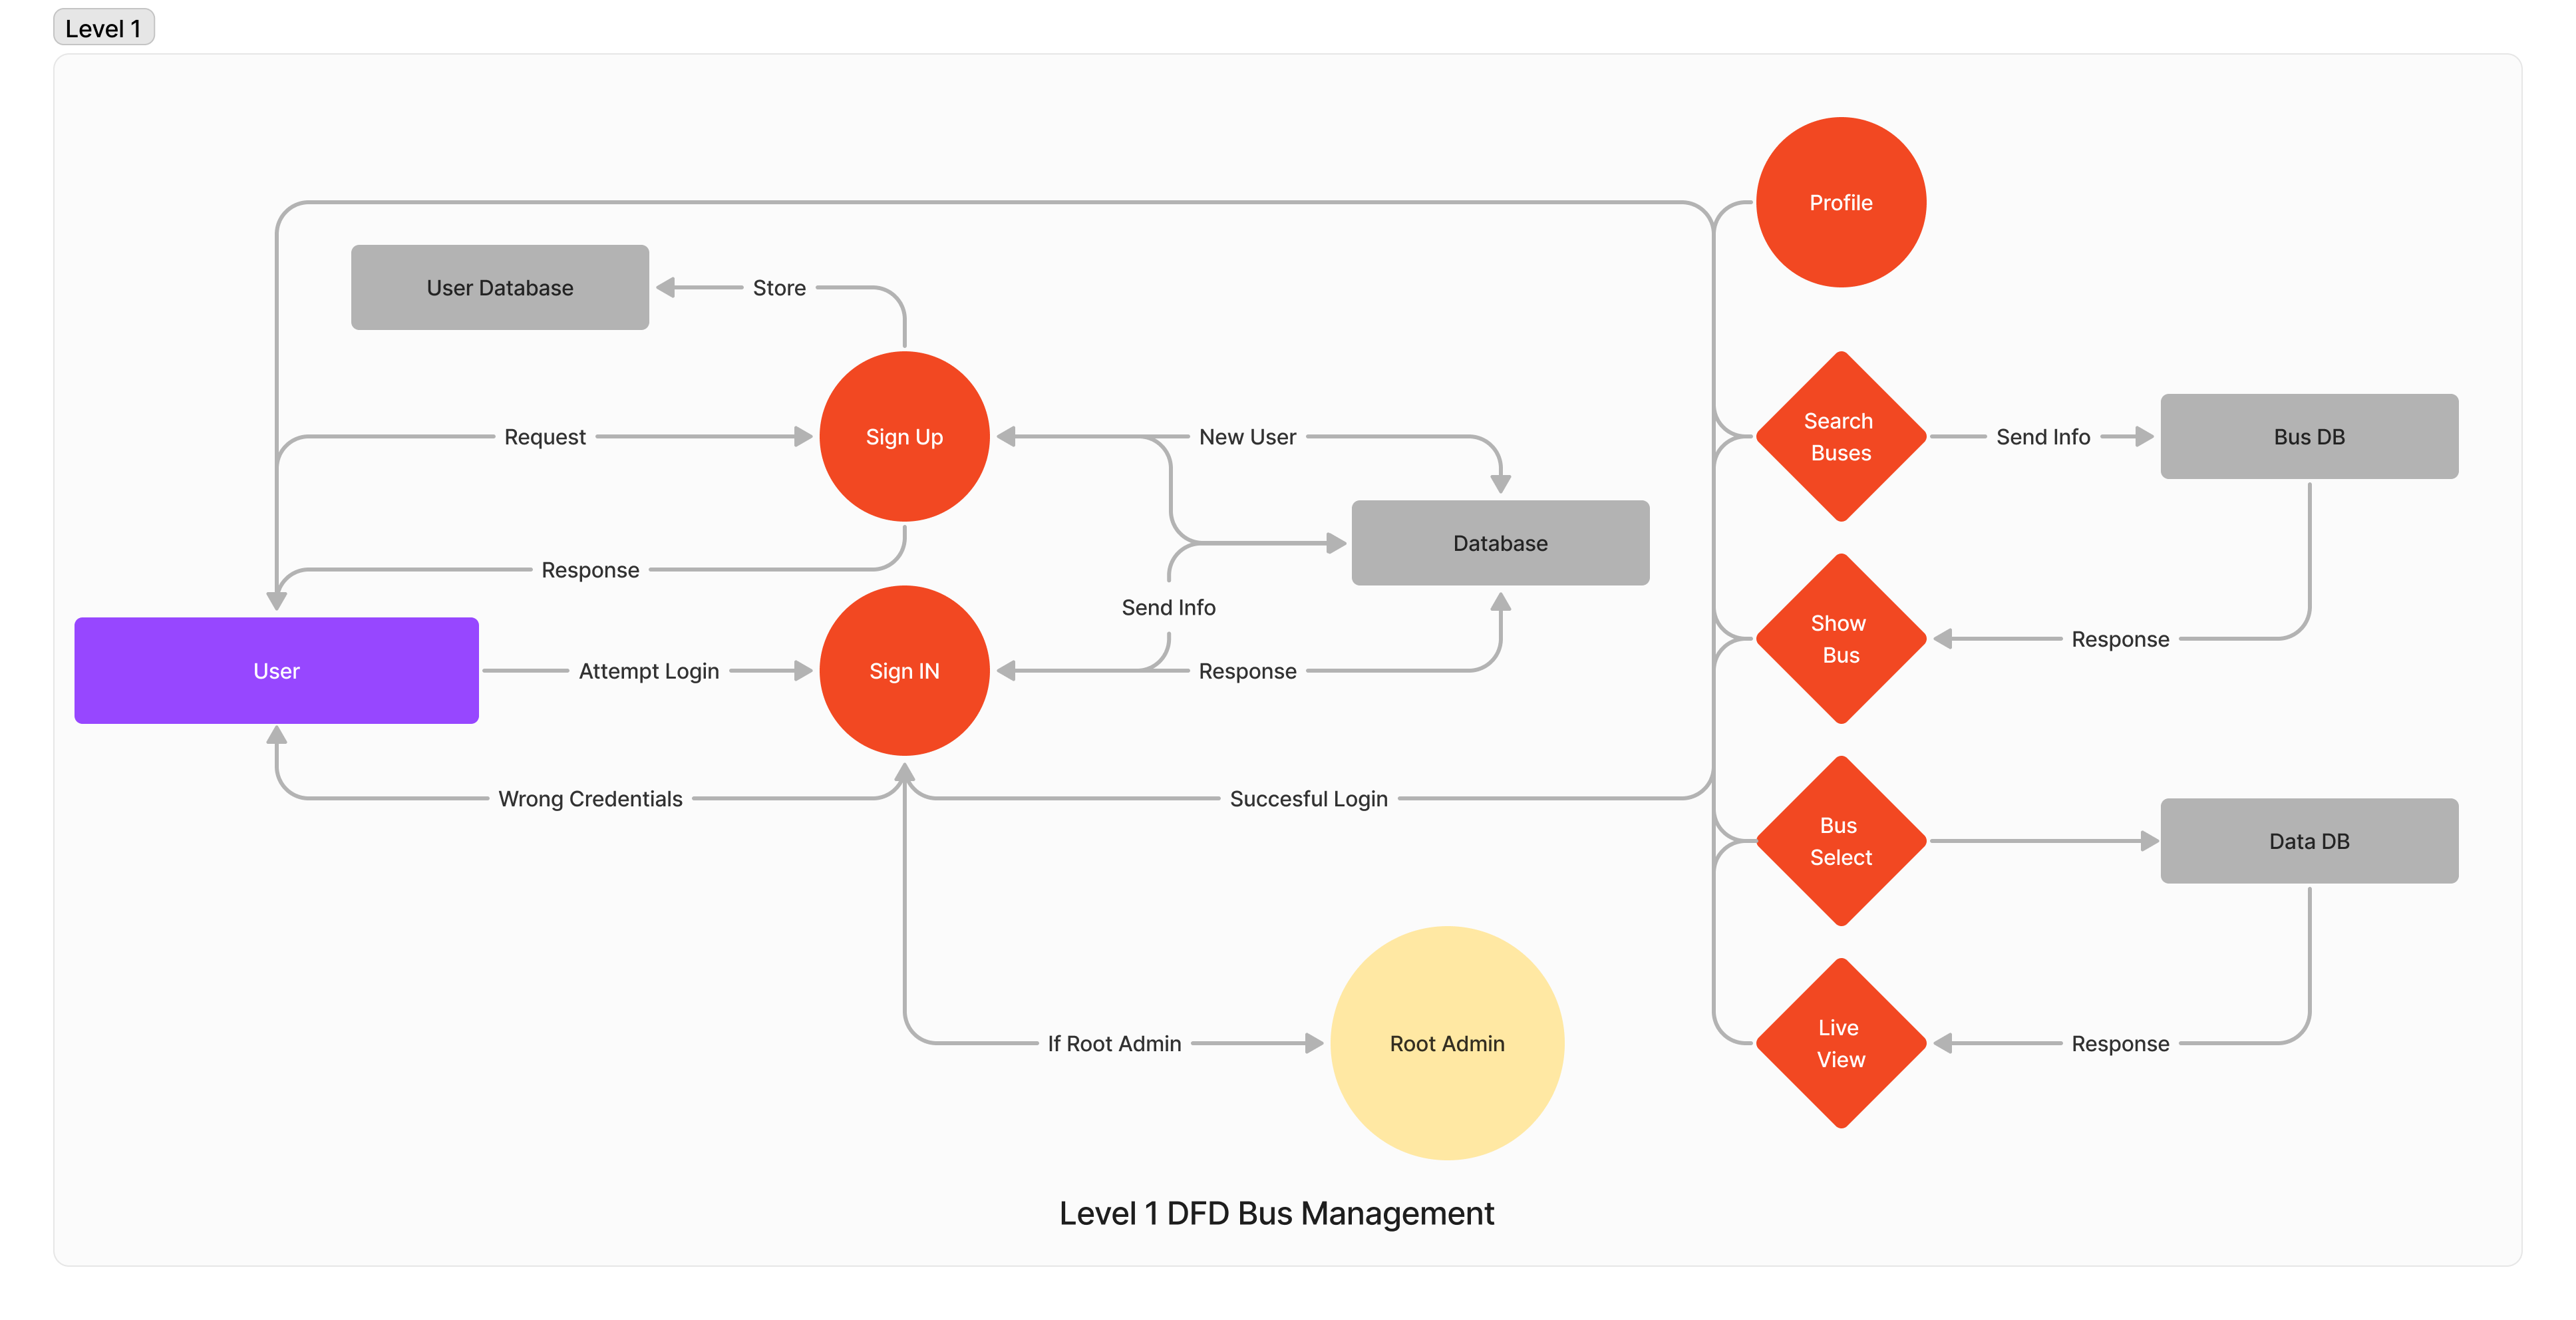 Level 1
Profile
User Database
Store
Search
Buses
Send Info
Bus DB
Request
Sign Up
New User
Database
Response
Send Info
Show
Bus
Response
User
Attempt Login
Sign IN
Response
Wrong Credentials
Succesful Login
Bus
Select
Data DB
If Root Admin
Root Admin
Live
View
Response
Level 1 DFD Bus Management